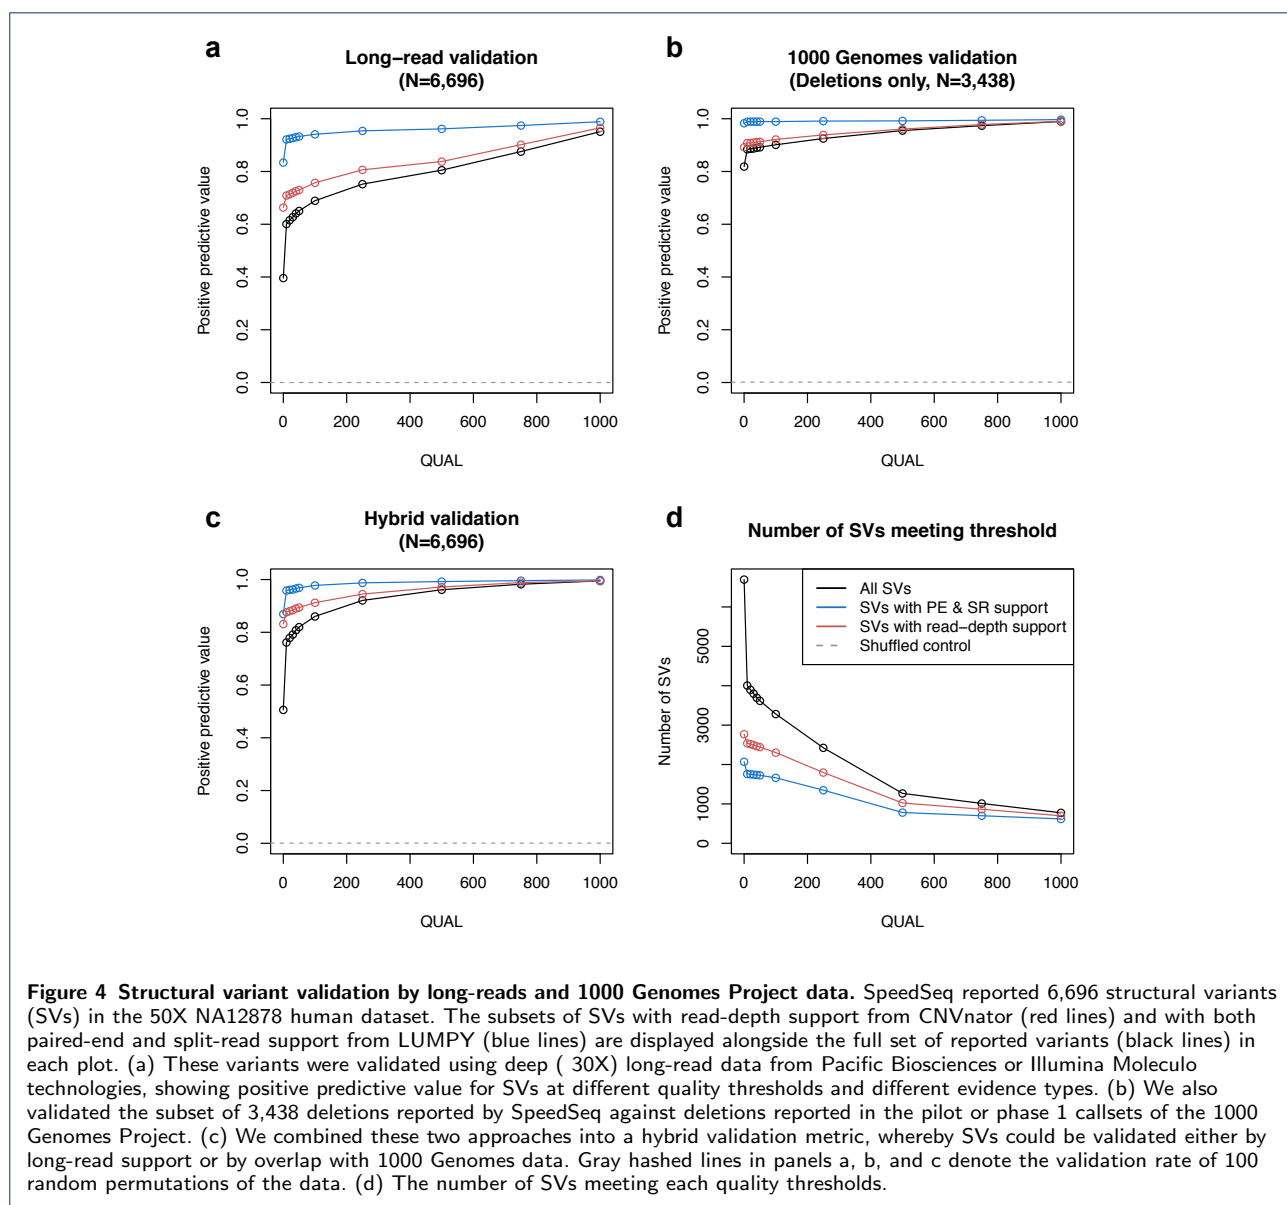 a
Long−read validation
(N=6,696)
1.0
0.8
0.6
0.4
0.2
0.0
Positive predictive value
0 200 400 600 800 1000
QUAL
b
1000 Genomes validation
(Deletions only, N=3,438)
1.0
0.8
0.6
0.4
0.2
0.0
Positive predictive value
0 200 400 600 800 1000
QUAL
c
Hybrid validation
(N=6,696)
1.0
0.8
0.6
0.4
0.2
0.0
Positive predictive value
0 200 400 600 800 1000
QUAL
d
Number of SVs meeting threshold
All SVs
SVs with PE & SR support
SVs with read−depth support
Shuffled control
5000
3000
1000
0
Number of SVs
0 200 400 600 800 1000
QUAL
Figure 4 Structural variant validation by long-reads and 1000 Genomes Project data. SpeedSeq reported 6,696 structural variants
(SVs) in the 50X NA12878 human dataset. The subsets of SVs with read-depth support from CNVnator (red lines) and with both
paired-end and split-read support from LUMPY (blue lines) are displayed alongside the full set of reported variants (black lines) in
each plot. (a) These variants were validated using deep ( 30X) long-read data from Pacific Biosciences or Illumina Moleculo
technologies, showing positive predictive value for SVs at different quality thresholds and different evidence types. (b) We also
validated the subset of 3,438 deletions reported by SpeedSeq against deletions reported in the pilot or phase 1 callsets of the 1000
Genomes Project. (c) We combined these two approaches into a hybrid validation metric, whereby SVs could be validated either by
long-read support or by overlap with 1000 Genomes data. Gray hashed lines in panels a, b, and c denote the validation rate of 100
random permutations of the data. (d) The number of SVs meeting each quality thresholds.